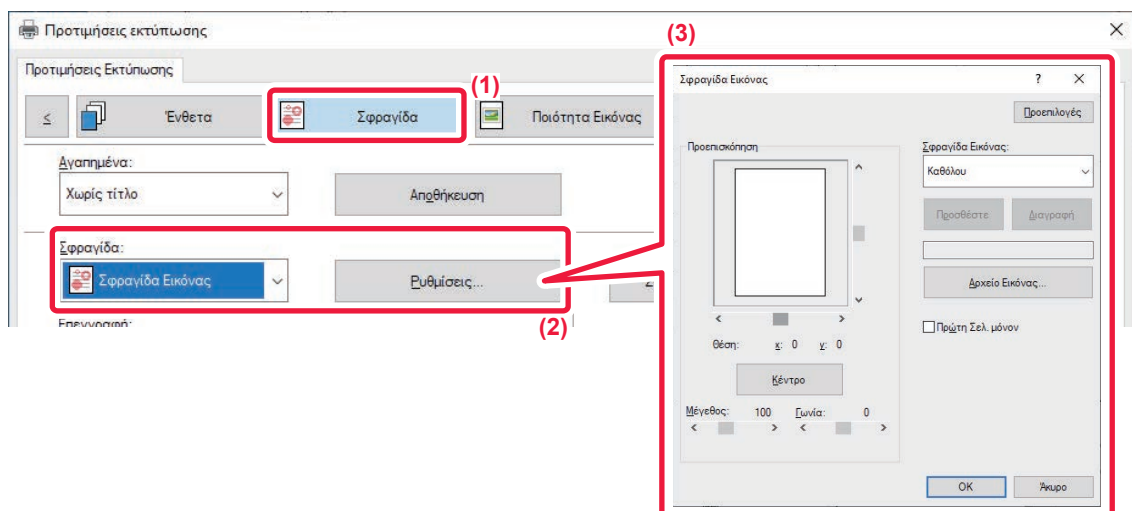 Προτιμήσεις εκτύπωσης
Προτιμήσεις Εκτύπωσης
(1)
<
Ένθετα
Σφραγίδα
Ποιότητα Εικόνας
Αγαπημένα:
Χωρίς τίτλο
Αποθήκευση
Σφραγίδα:
Σφραγίδα Εικόνας
Ρυθμίσεις...
(2)
(3)
Σφραγίδα Εικόνας
?
Προεπιλογές
Προεπισκόπηση
Σφραγίδα Εικόνας:
Καθόλου
Προσθέστε
Διαγραφή
Αρχείο Εικόνας...
Πρώτη Σελ. μόνον
Θέση: x: 0 y: 0
Κέντρο
Μέγεθος: 100 Γωνία: 0
OK
Άκυρο